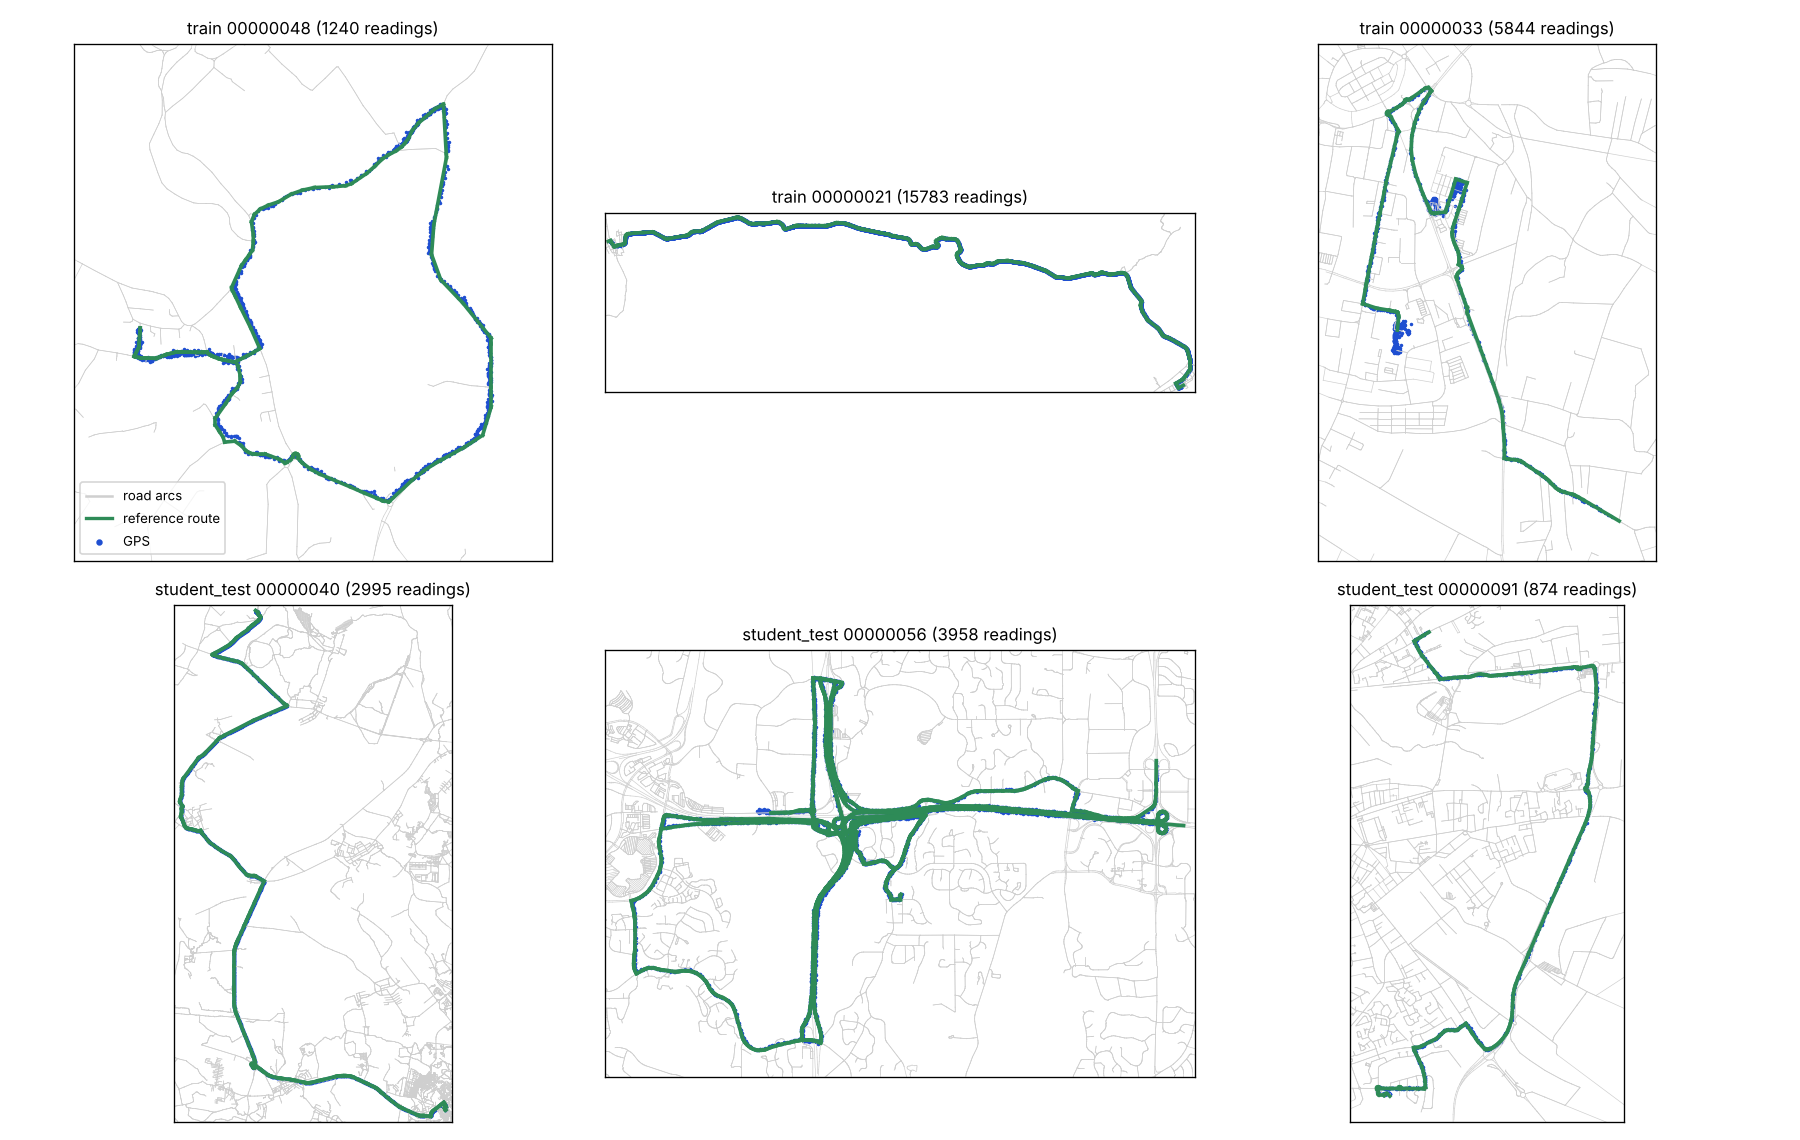 train 00000048 (1240 readings)
train 00000021 (15783 readings)
train 00000033 (5844 readings)
road arcs
reference route
GPS
student_test 00000040 (2995 readings)
student_test 00000056 (3958 readings)
student_test 00000091 (874 readings)